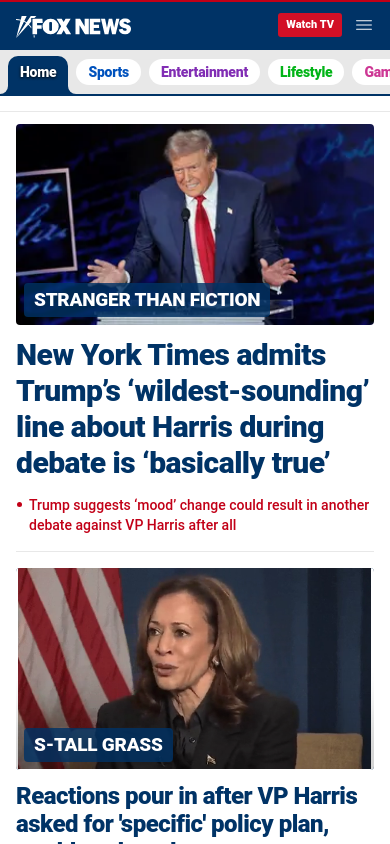 FOX NEWS
Watch TV
Home
Sports
Entertainment
Lifestyle
STRANGER THAN FICTION
New York Times admits
Trump’s ‘wildest-sounding’
line about Harris during
debate is ‘basically true’
• Trump suggests ‘mood’ change could result in another
debate against VP Harris after all
S-TALL GRASS
Reactions pour in after VP Harris
asked for 'specific' policy plan,